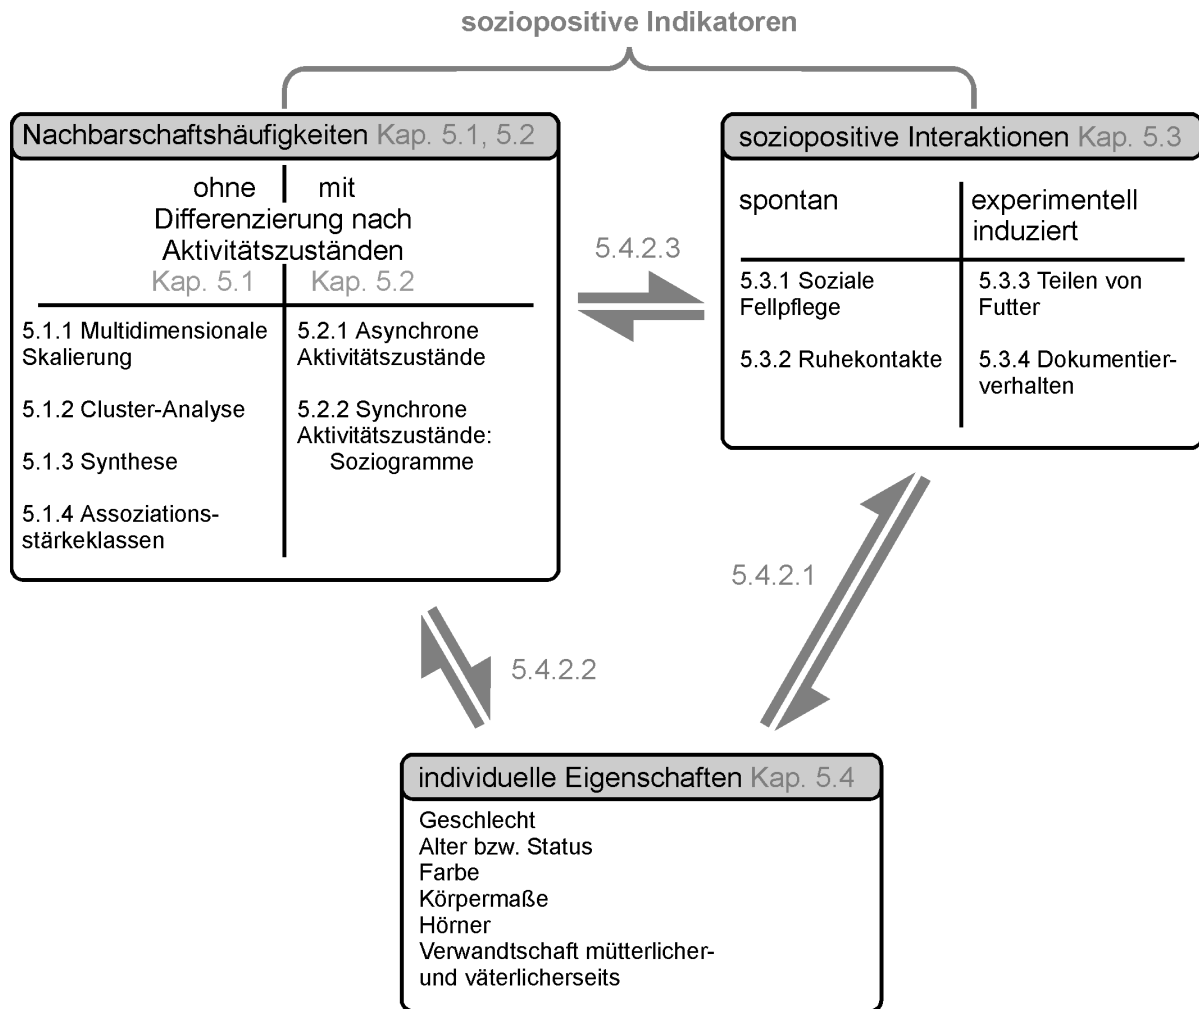 soziopositive Indikatoren
Nachbarschaftshäufigkeiten Kap. 5.1, 5.2
ohne mit
Differenzierung nach
Aktivitätszuständen
Kap. 5.1 Kap. 5.2
5.1.1 Multidimensionale
Skalierung
5.1.2 Cluster-Analyse
5.1.3 Synthese
5.1.4 Assoziations-
stärkeklassen
5.2.1 Asynchrone
Aktivitätszustände
5.2.2 Synchrone
Aktivitätszustände:
Soziogramme
5.4.2.3
soziopositive Interaktionen Kap. 5.3
spontan
experimentell
induziert
5.3.1 Soziale
Fellpflege
5.3.2 Ruhekontakte
5.3.3 Teilen von
Futter
5.3.4 Dokumentier-
verhalten
5.4.2.1
5.4.2.2
individuelle Eigenschaften Kap. 5.4
Geschlecht
Alter bzw. Status
Farbe
Körpermaße
Hörner
Verwandtschaft mütterlicher-
und väterlicherseits